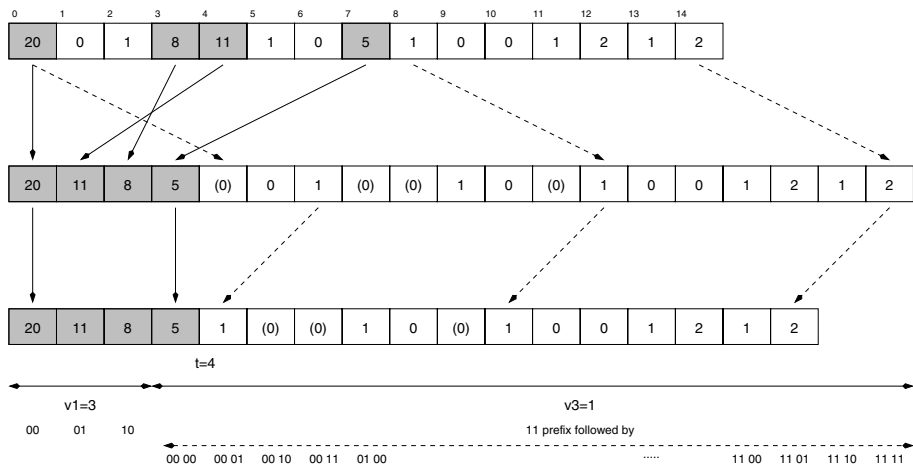 0 1 2 3 4 5 6 7 8 9 10 11 12 13 14
20 0 1 8 11 1 0 5 1 0 0 1 2 1 2
20 11 8 5 (0) 0 1 (0) (0) 1 0 (0) 1 0 0 1 2 1 2
20 11 8 5 1 (0) (0) 1 0 (0) 1 0 0 1 2 1 2
t=4
v1=3 v3=1
00 01 10 11 prefix followed by
00 00 00 01 00 10 00 11 01 00 ..... 11 00 11 01 11 10 11 11